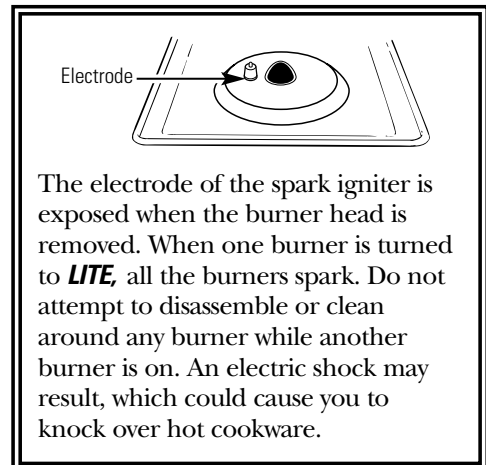 Electrode
The electrode of the spark igniter is
exposed when the burner head is
removed. When one burner is turned
to LITE, all the burners spark. Do not
attempt to disassemble or clean
around any burner while another
burner is on. An electric shock may
result, which could cause you to
knock over hot cookware.